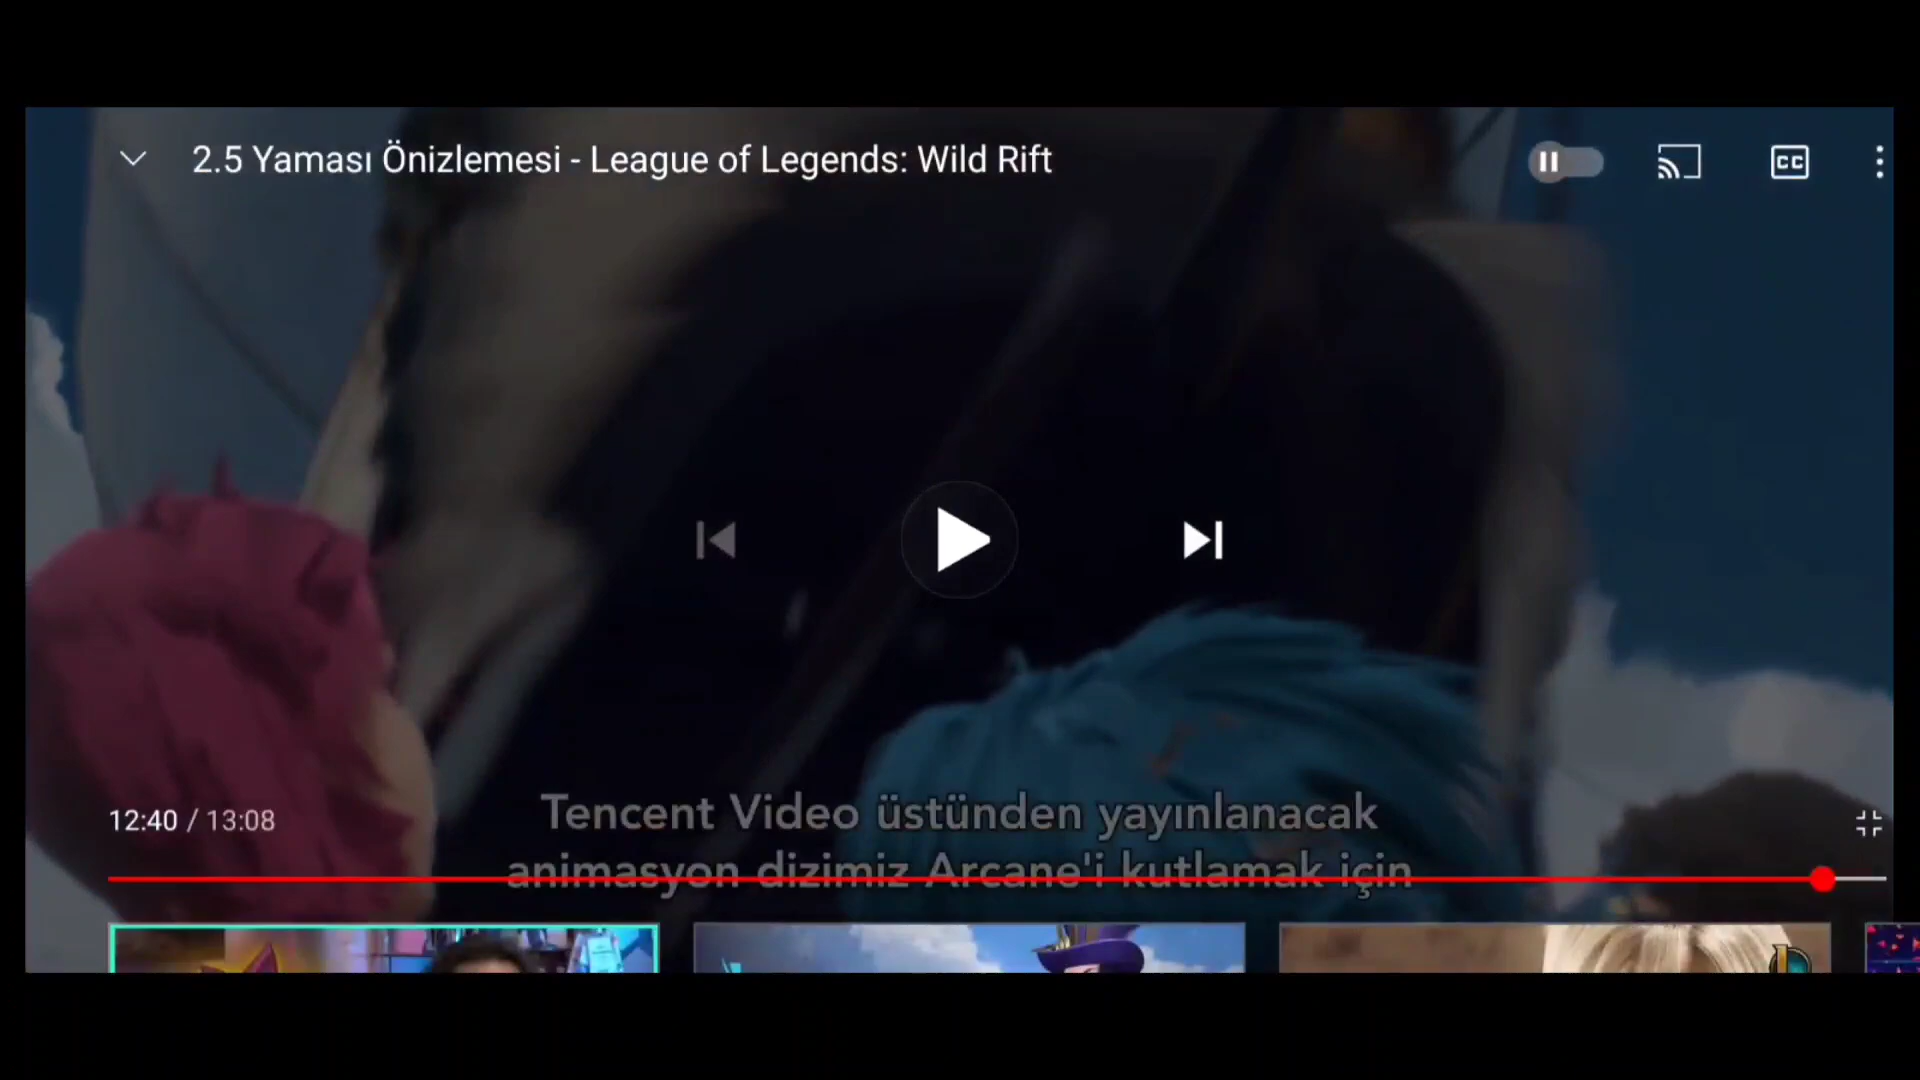 2.5 Yaması Önizlemesi - League of Legends: Wild Rift
CC
12:40 / 13:08
Tencent Video üstünden yayınlanacak
animasyon dizimiz Arcane'i kutlamak için